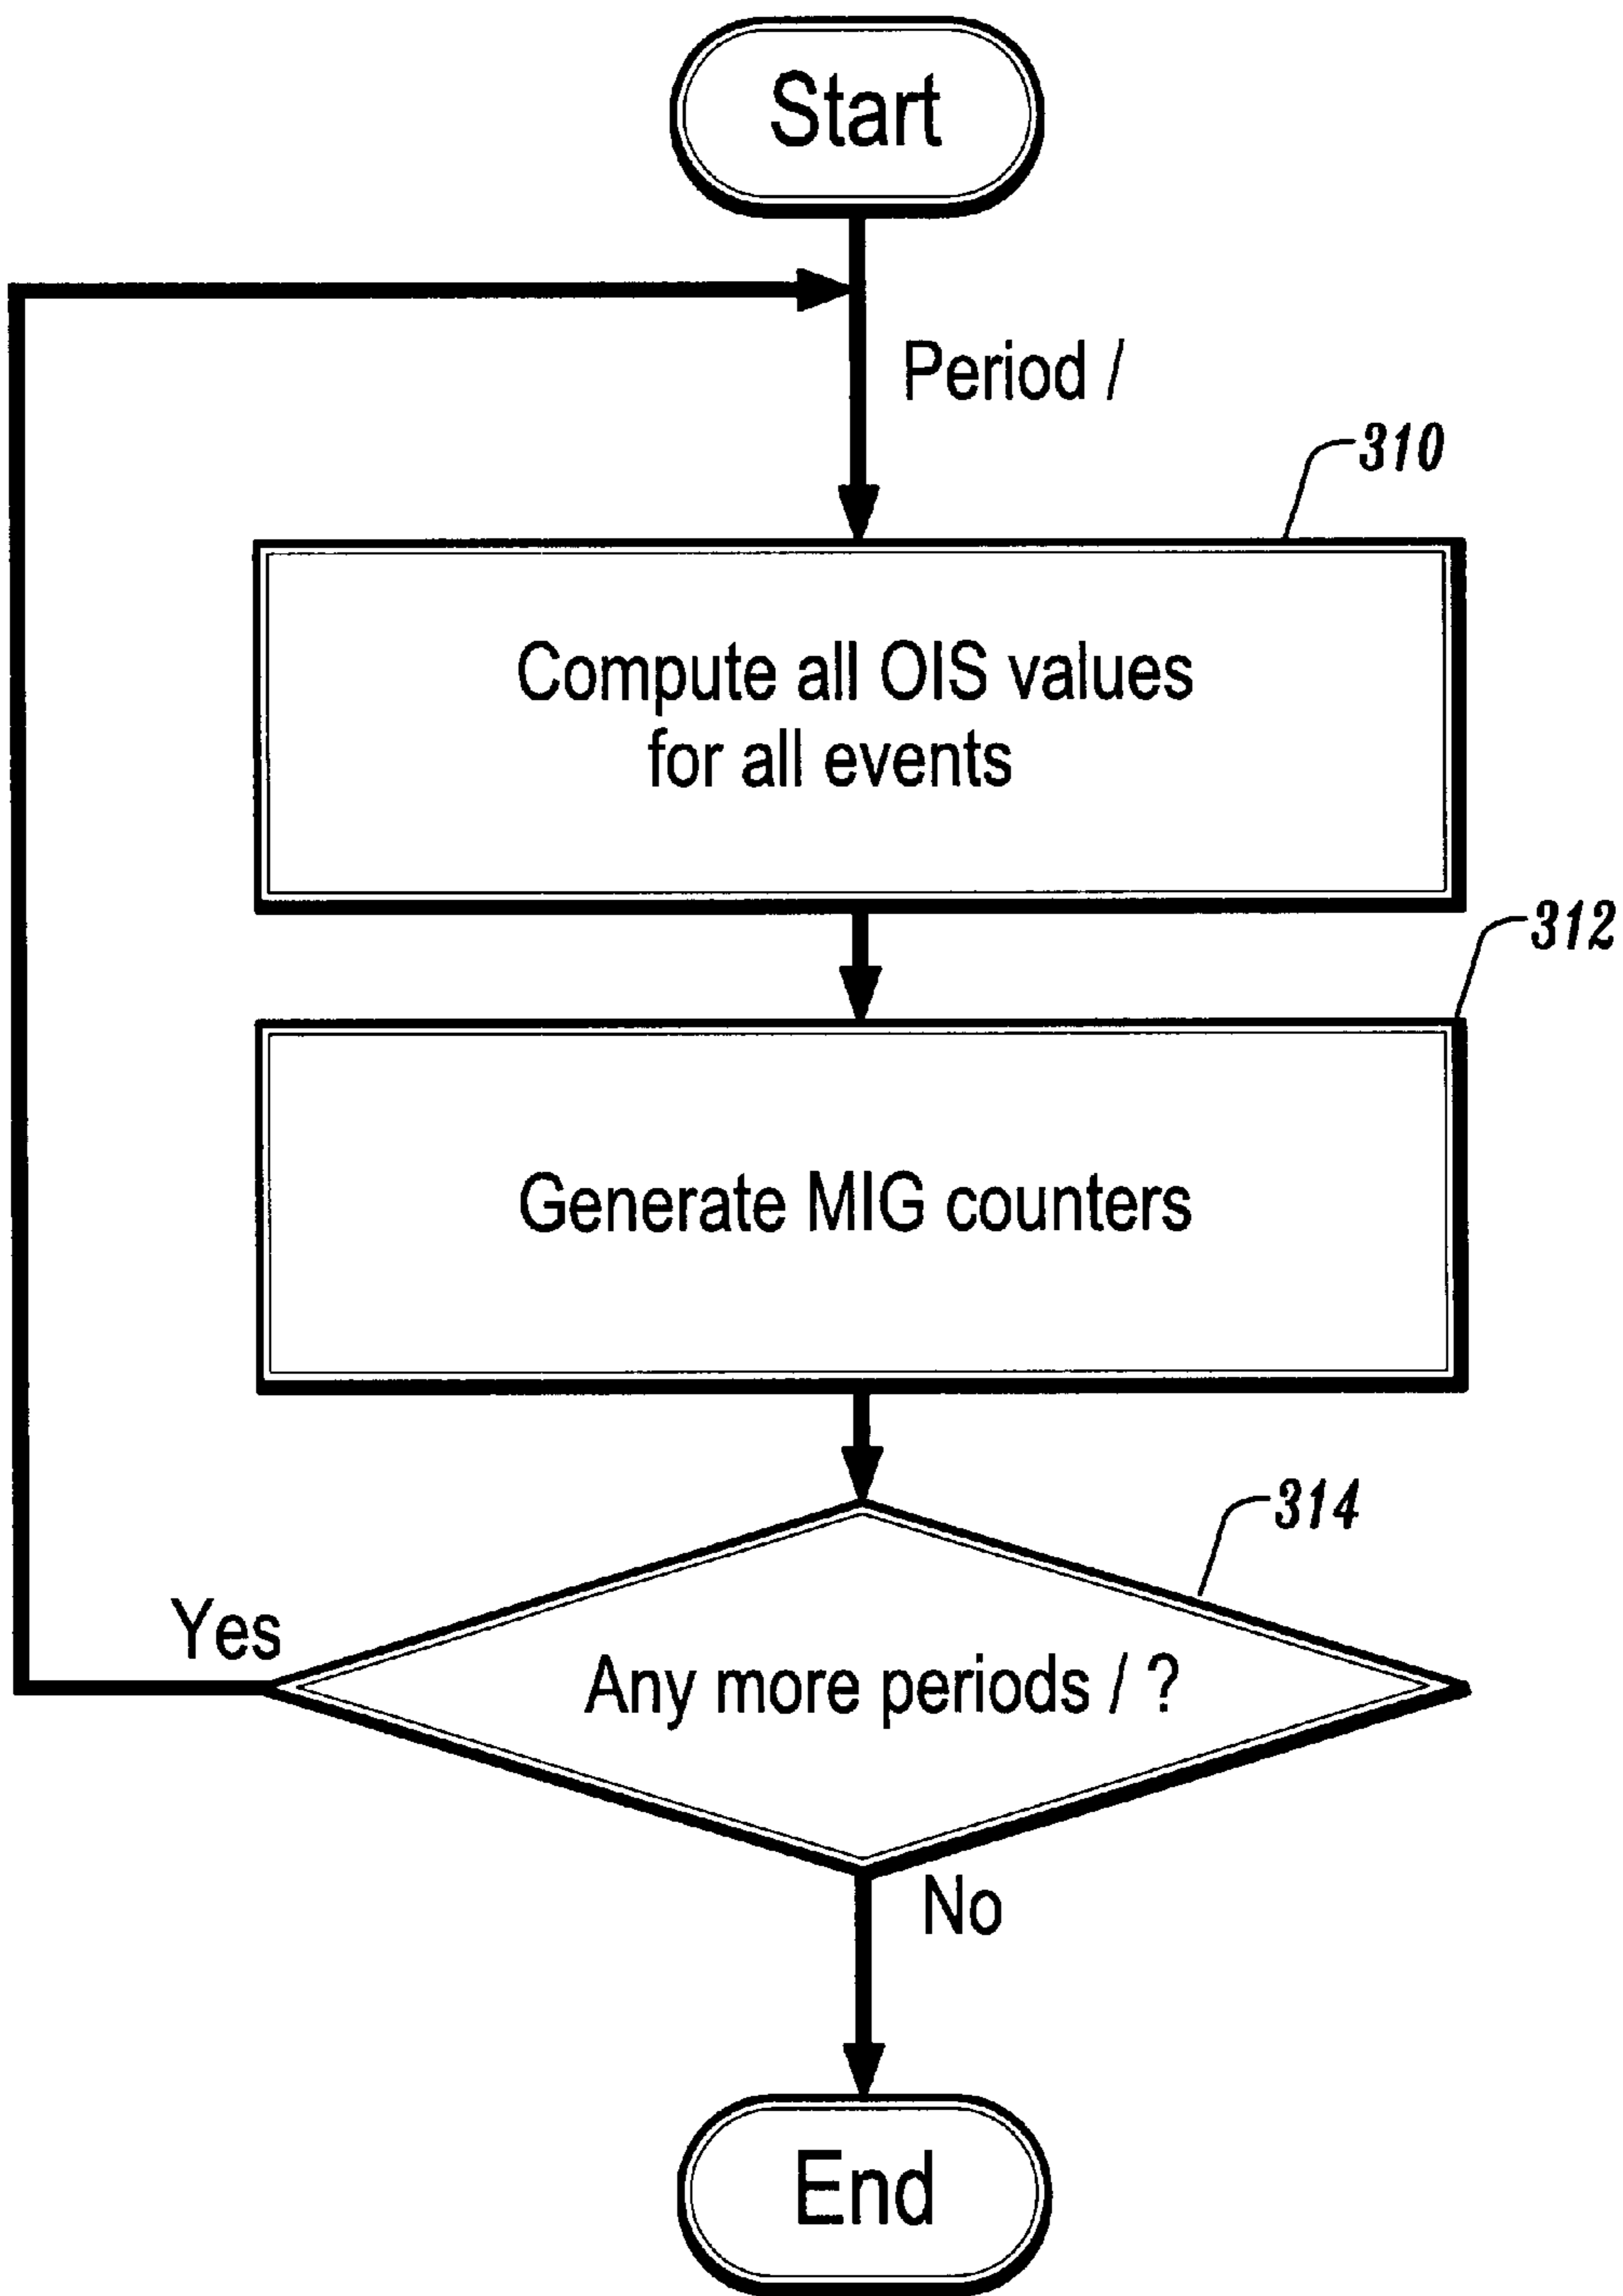 Start
Period /
310
Compute all OIS values
for all events
312
Generate MIG counters
314
Yes
Any more periods / ?
No
End